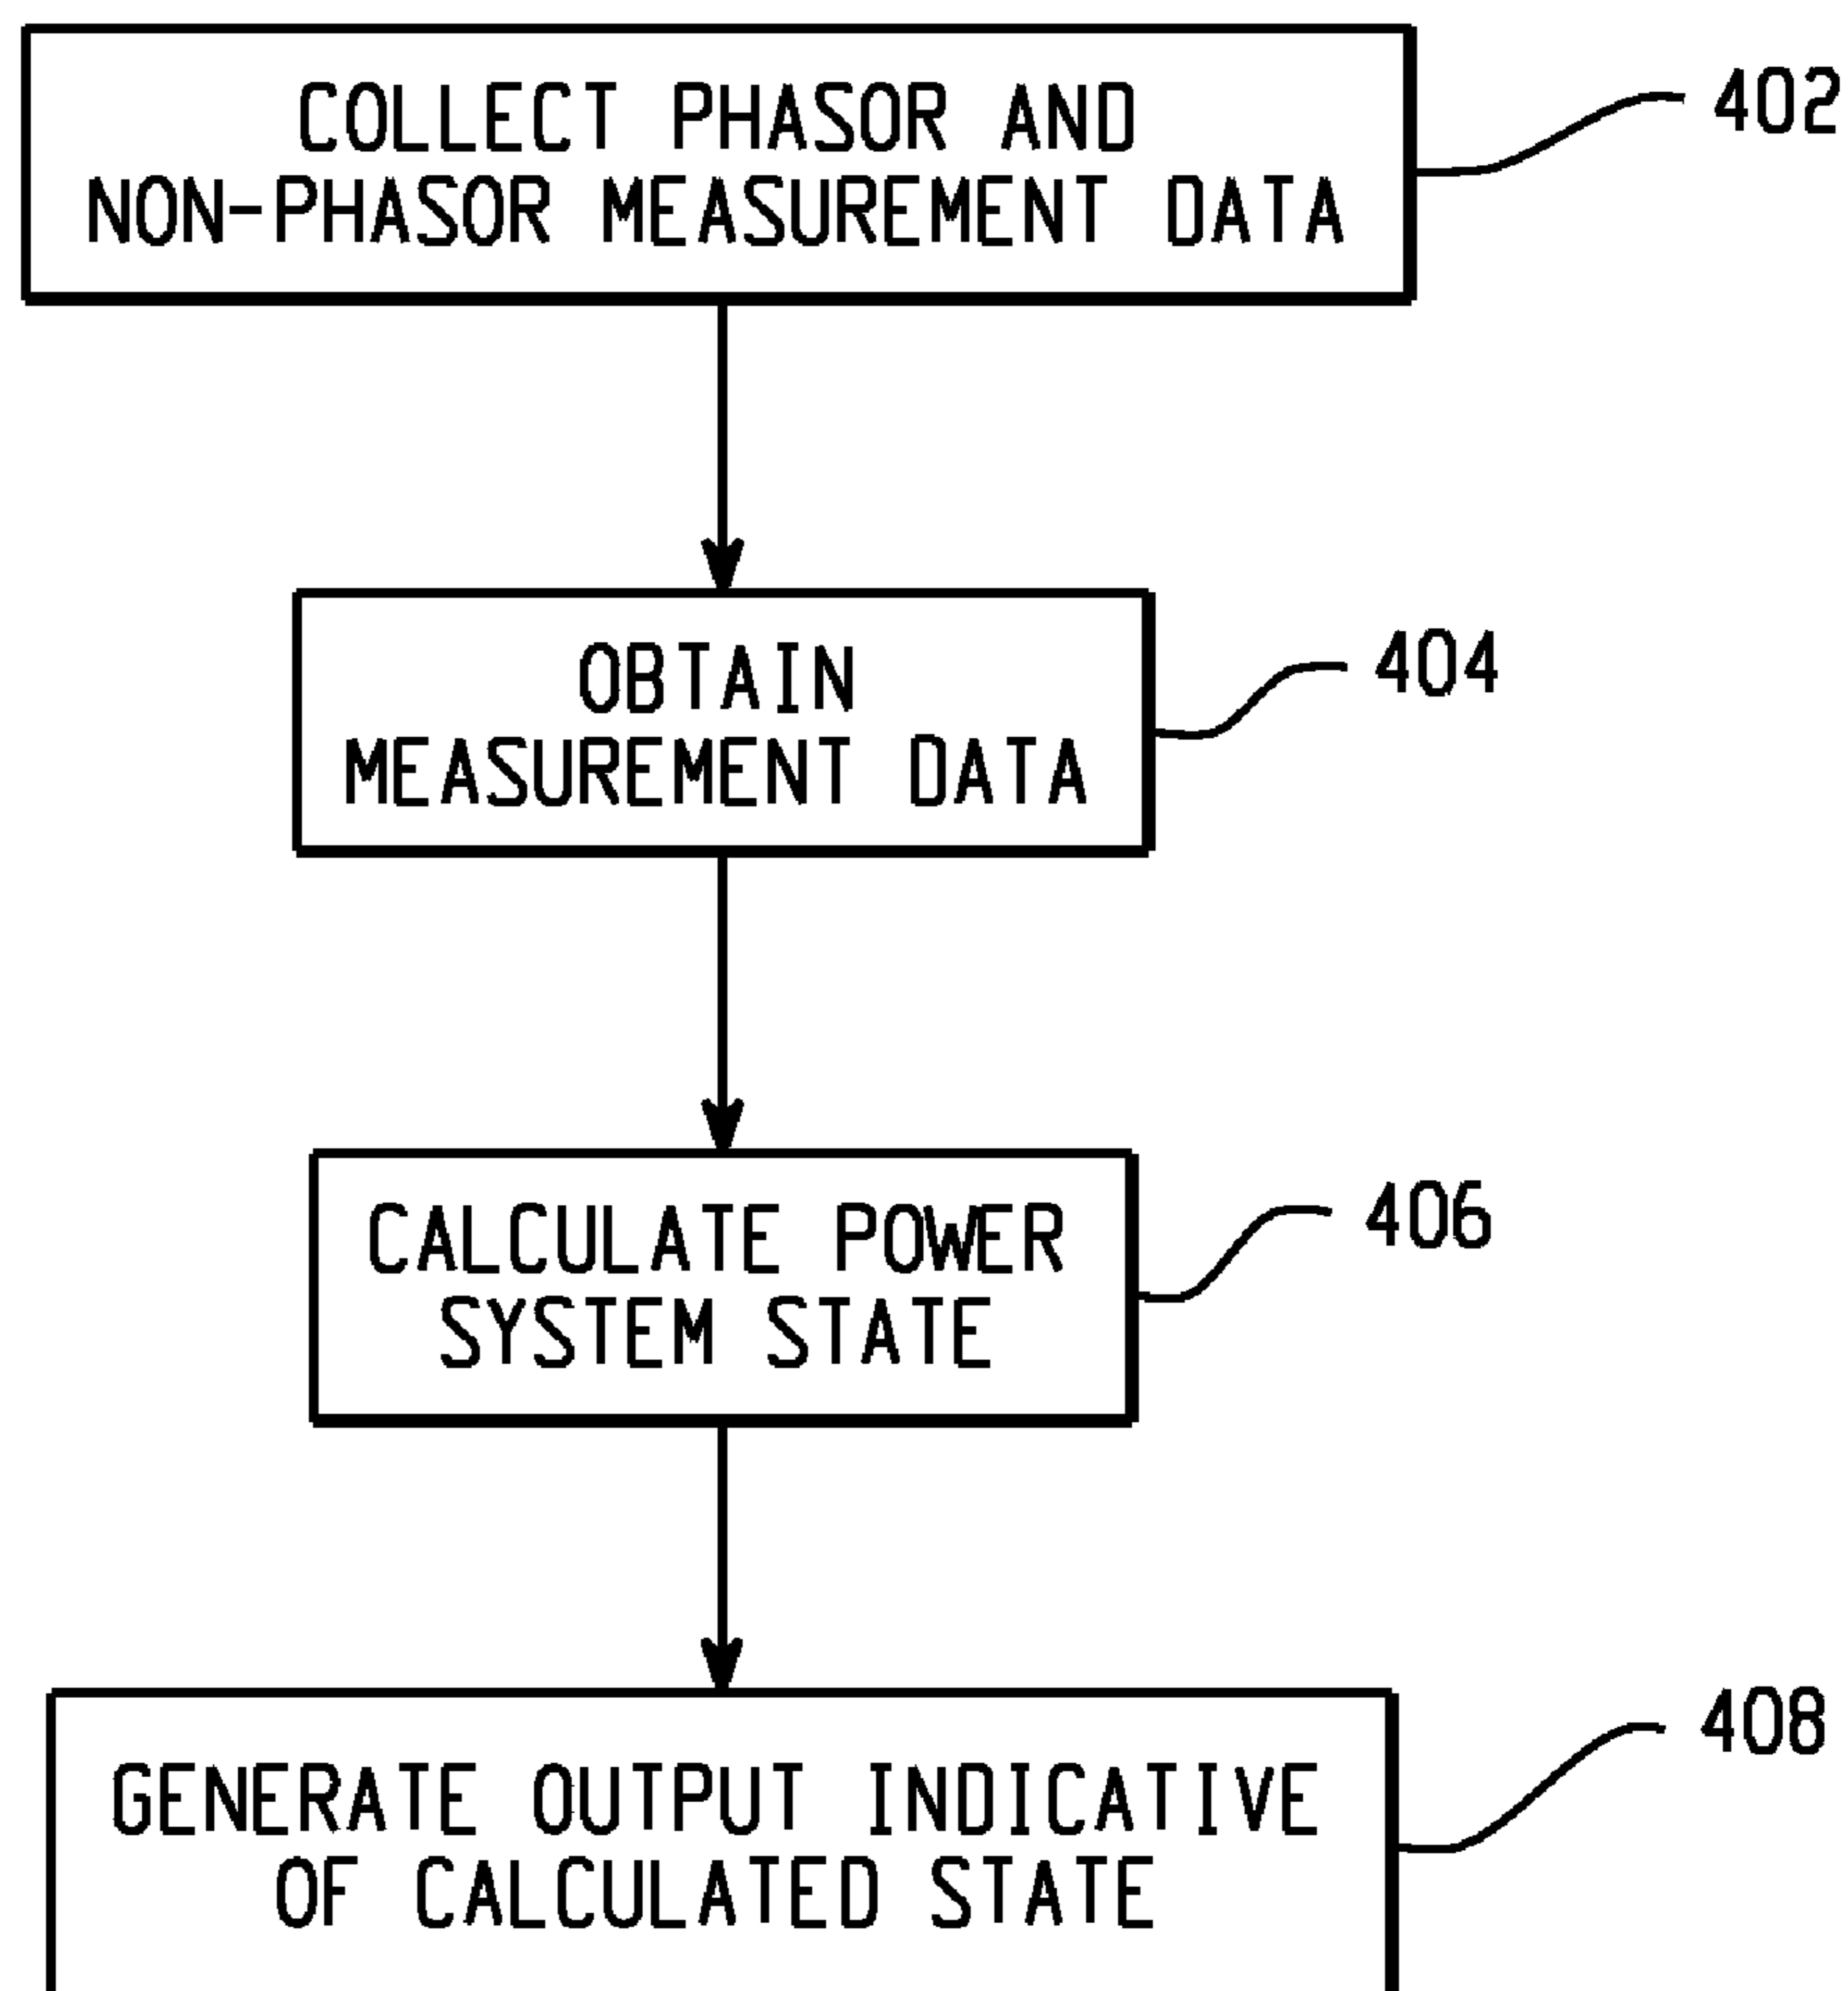 COLLECT PHASOR AND
NON-PHASOR MEASUREMENT DATA
402
OBTAIN
MEASUREMENT DATA
404
CALCULATE POWER
SYSTEM STATE
406
GENERATE OUTPUT INDICATIVE
OF CALCULATED STATE
408